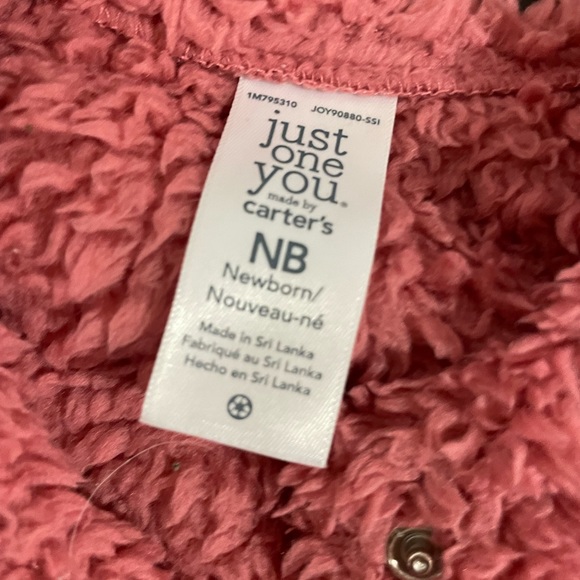 1M795310 JOY90880-SSI
just
one
you®
made by
carter's
NB
Newborn/
Nouveau-né
Made in Sri Lanka
Fabriqué au Sri Lanka
Hecho en Sri Lanka